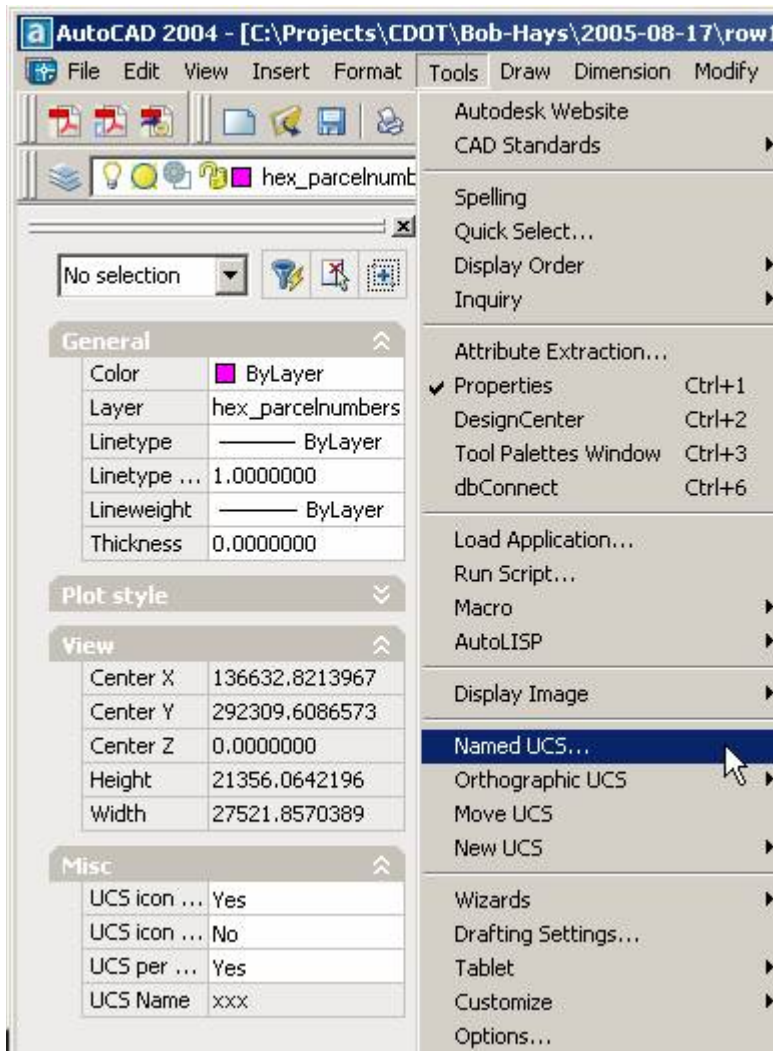 AutoCAD 2004 - [C:\Projects\CDOT\Bob-Hays\2005-08-17\row1
File Edit View Insert Format Tools Draw Dimension Modify
hex_parcelnumb
No selection
General
Color ByLayer
Layer hex_parcelnumbers
Linetype ByLayer
Linetype ... 1.0000000
Lineweight ByLayer
Thickness 0.0000000
Plot style
View
Center X 136632.8213967
Center Y 292309.6086573
Center Z 0.0000000
Height 21356.0642196
Width 27521.8570389
Misc
UCS icon ... Yes
UCS icon ... No
UCS per ... Yes
UCS Name xxx
Autodesk Website
CAD Standards
Spelling
Quick Select...
Display Order
Inquiry
Attribute Extraction...
Properties Ctrl+1
DesignCenter Ctrl+2
Tool Palettes Window Ctrl+3
dbConnect Ctrl+6
Load Application...
Run Script...
Macro
AutoLISP
Display Image
Named UCS...
Orthographic UCS
Move UCS
New UCS
Wizards
Drafting Settings...
Tablet
Customize
Options...